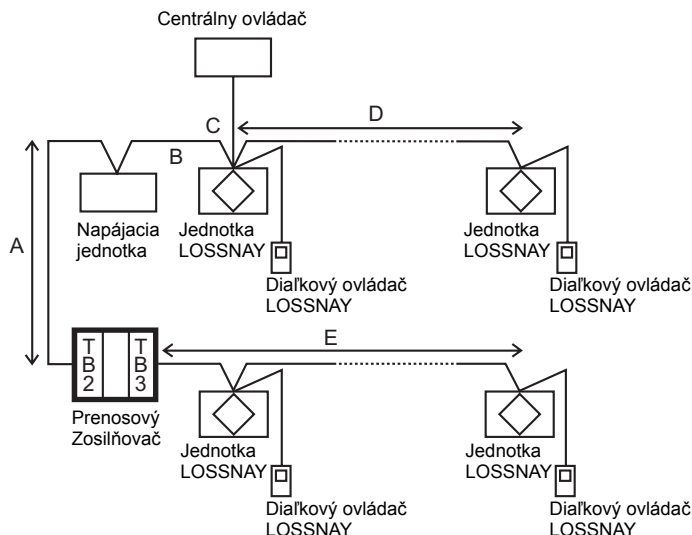 Centrálny ovládač
C
D
B
A
Napájacia
jednotka
Jednotka
LOSSNAY
Diaľkový ovládač
LOSSNAY
Jednotka
LOSSNAY
Diaľkový ovládač
LOSSNAY
E
T
B
2
T
B
3
Prenosový
Zosilňovač
Jednotka
LOSSNAY
Diaľkový ovládač
LOSSNAY
Jednotka
LOSSNAY
Diaľkový ovládač
LOSSNAY